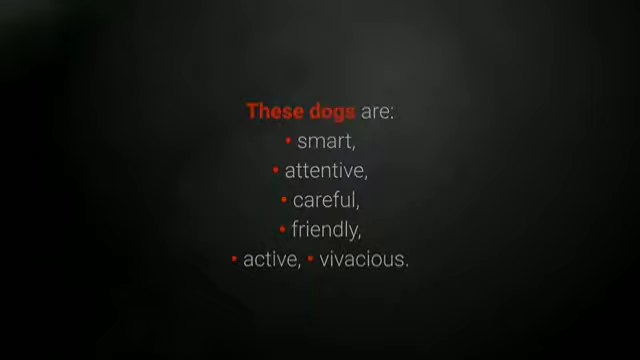 These dogs are:
• smart,
• attentive,
• careful,
• friendly,
• active, • vivacious.